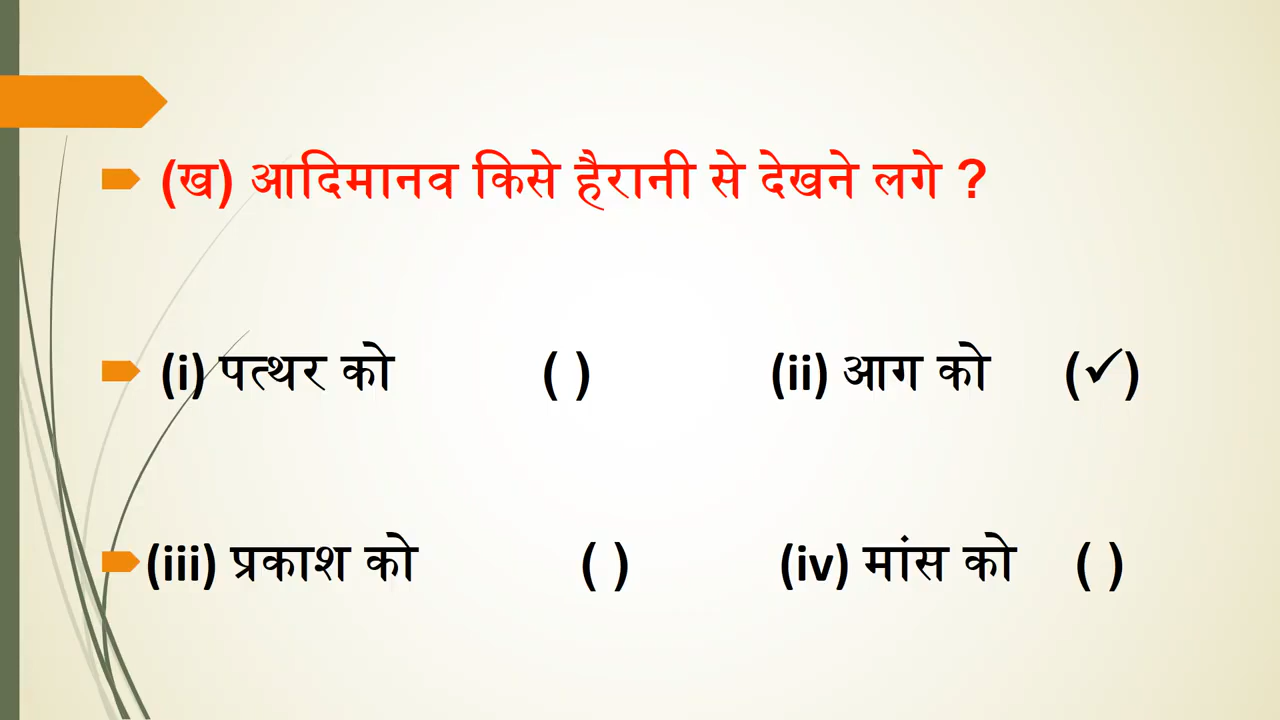 (ख) आदिमानव किसे हैरानी से देखने लगे ?
(i) पत्थर को ( ) (ii) आग को (✓)
(iii) प्रकाश को ( ) (iv) मांस को ( )